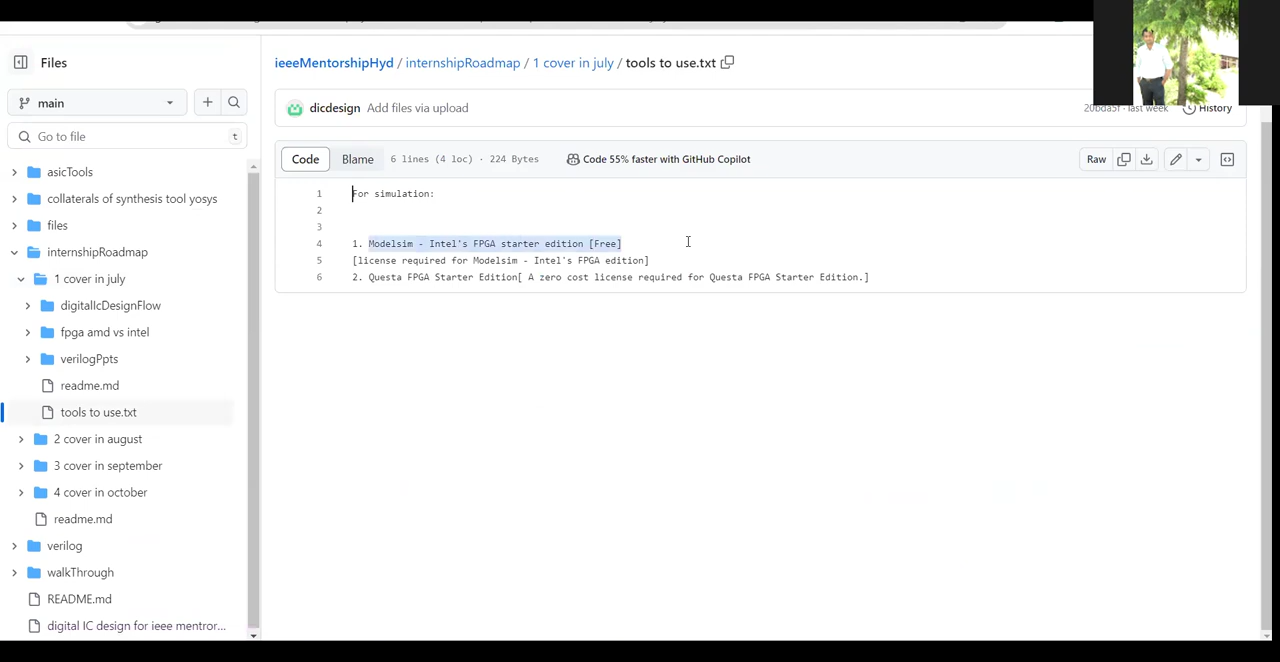 Files
ieeeMentorshipHyd / internshipRoadmap / 1 cover in july / tools to use.txt
main
dicdesign Add files via upload
20bda5f · last week History
Go to file t
Code Blame 6 lines (4 loc) · 224 Bytes Code 55% faster with GitHub Copilot Raw
asicTools
collaterals of synthesis tool yosys
files
internshipRoadmap
1 cover in july
digitalIcDesignFlow
fpga amd vs intel
verilogPpts
readme.md
tools to use.txt
2 cover in august
3 cover in september
4 cover in october
readme.md
verilog
walkThrough
README.md
digital IC design for ieee mentror...
1 For simulation:
2
3
4 1. Modelsim - Intel's FPGA starter edition [Free]
5 [license required for Modelsim - Intel's FPGA edition]
6 2. Questa FPGA Starter Edition[ A zero cost license required for Questa FPGA Starter Edition.]